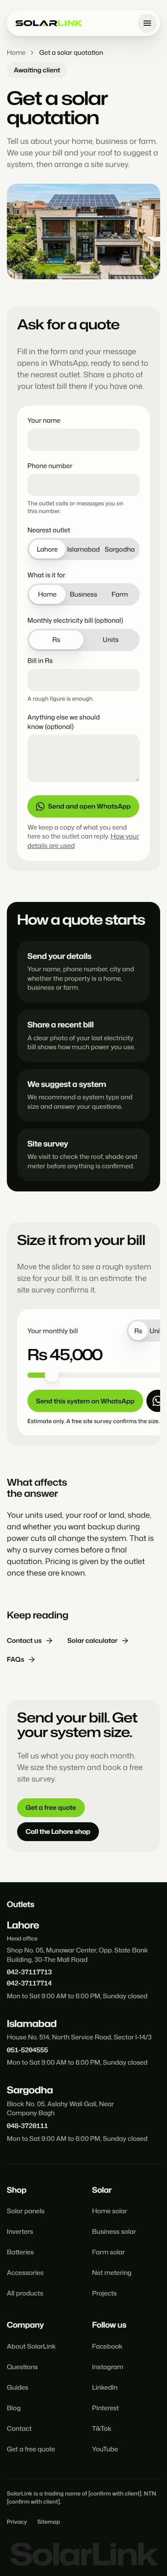 SOLARLINK
Home > Get a solar quotation
Awaiting client
Get a solar
quotation
Tell us about your home, business or farm.
We use your bill and your roof to suggest a
system, then arrange a site survey.
Ask for a quote
Fill in the form and your message
opens in WhatsApp, ready to send to
the nearest outlet. Share a photo of
your latest bill there if you have one.
Your name
Phone number
The outlet calls or messages you on
this number.
Nearest outlet
Lahore Islamabad Sargodha
What is it for
Home Business Farm
Monthly electricity bill (optional)
Rs Units
Bill in Rs
A rough figure is enough.
Anything else we should
know (optional)
Send and open WhatsApp
We keep a copy of what you send
here so the outlet can reply. How your
details are used
How a quote starts
Send your details
Your name, phone number, city and
whether the property is a home,
business or farm.
Share a recent bill
A clear photo of your last electricity
bill shows how much power you use.
We suggest a system
We recommend a system type and
size and answer your questions.
Site survey
We visit to check the roof, shade and
meter before anything is confirmed.
Size it from your bill
Move the slider to see a rough system
size for your bill. It is an estimate: the
site survey confirms it.
Your monthly bill
Rs Uni
Rs 45,000
Send this system on WhatsApp
Estimate only. A free site survey confirms the size.
What affects
the answer
Your units used, your roof or land, shade,
and whether you want backup during
power cuts all change the system. That is
why a survey comes before a final
quotation. Pricing is given by the outlet
once these are known.
Keep reading
Contact us → Solar calculator →
FAQs →
Send your bill. Get
your system size.
Tell us what you pay each month.
We size the system and book a free
site survey.
Get a free quote
Call the Lahore shop
Outlets
Lahore
Head office
Shop No. 05, Munawar Center, Opp. State Bank
Building, 30-The Mall Road
042-37117713
042-37117714
Mon to Sat 9:00 AM to 6:00 PM, Sunday closed
Islamabad
House No. 514, North Service Road, Sector I-14/3
051-5204555
Mon to Sat 9:00 AM to 6:00 PM, Sunday closed
Sargodha
Block No. 05, Aslahy Wali Gali, Near
Company Bagh
048-3720111
Mon to Sat 9:00 AM to 6:00 PM, Sunday closed
Shop Solar
Solar panels Home solar
Inverters Business solar
Batteries Farm solar
Accessories Net metering
All products Projects
Company Follow us
About SolarLink Facebook
Questions Instagram
Guides LinkedIn
Blog Pinterest
Contact TikTok
Get a free quote YouTube
SolarLink is a trading name of [confirm with client]. NTN
[confirm with client].
Privacy Sitemap
SolarLink